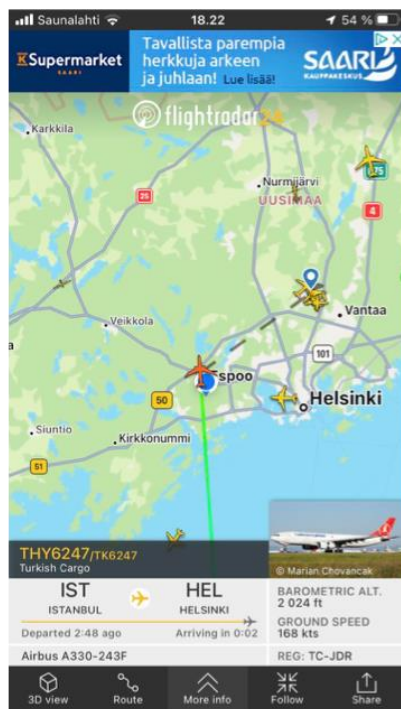 Saunalahti
18.22
54 %
K Supermarket
SAARI
Tavallista parempia
herkkuja arkeen
ja juhlaan! Lue lisää!
SAARI
KAUPPAKESKUS
flightradar24
Karkkila
25
Nurmijärvi
UUSIMAA
4
Veikkola
Vantaa
101
Espoo
50
Helsinki
Siuntio
Kirkkonummi
51
THY6247/TK6247
Turkish Cargo
© Marian Chovancak
IST
ISTANBUL
HEL
HELSINKI
Departed 2:48 ago
Arriving in 0:02
BAROMETRIC ALT.
2 024 ft
GROUND SPEED
168 kts
Airbus A330-243F
REG: TC-JDR
3D view
Route
More info
Follow
Share